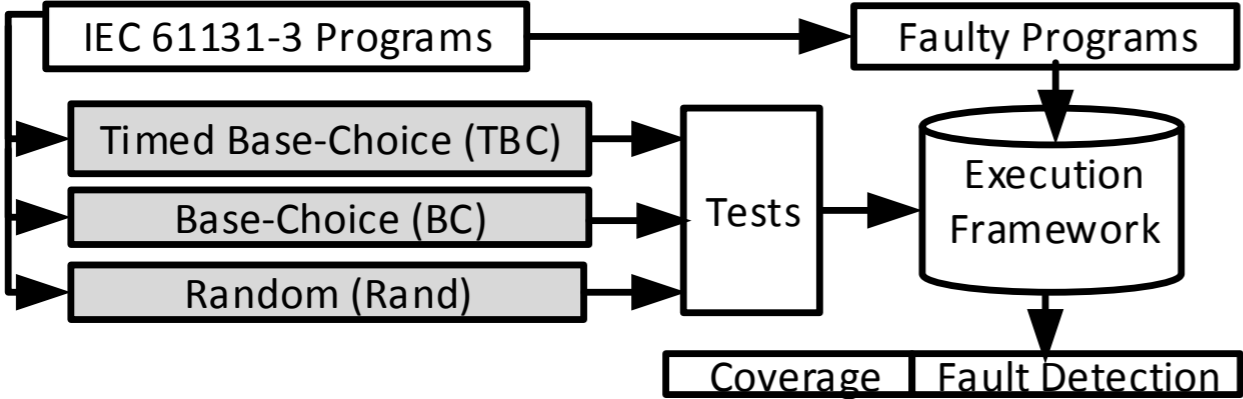 IEC 61131-3 Programs
Faulty Programs
Timed Base-Choice (TBC)
Base-Choice (BC)
Random (Rand)
Tests
Execution
Framework
Coverage
Fault Detection